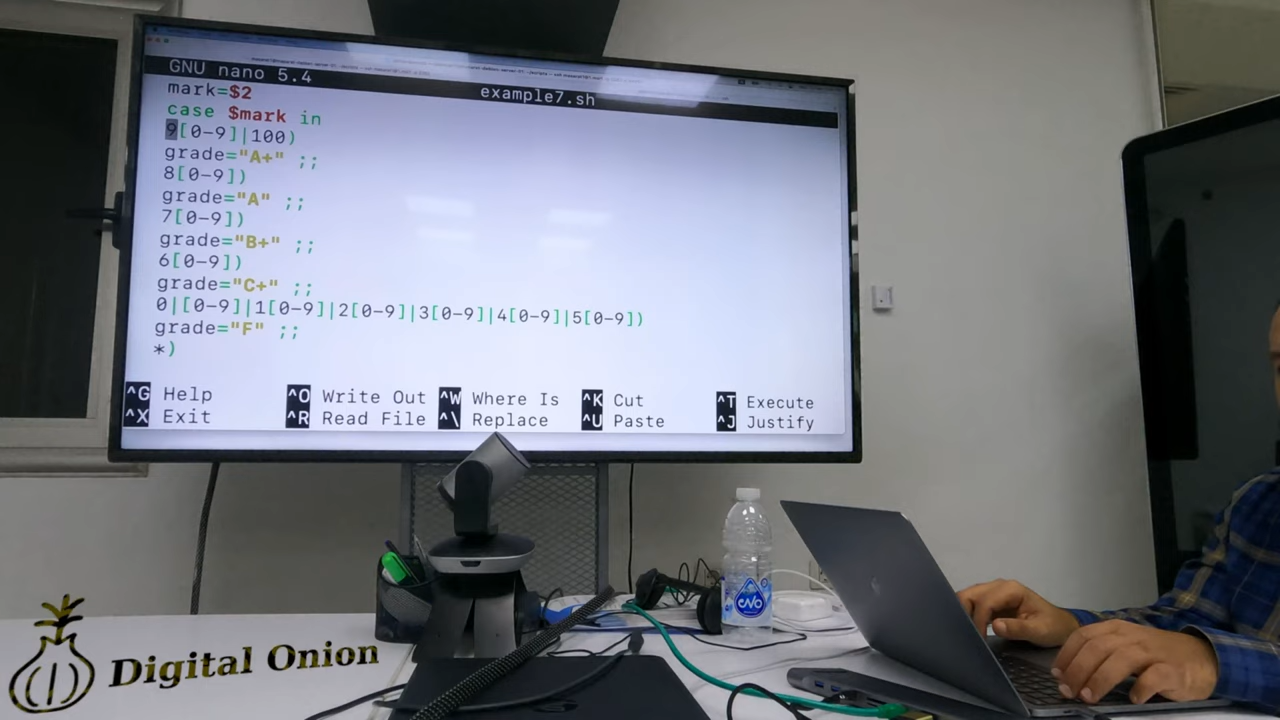 GNU nano 5.4
example7.sh
mark=$2
case $mark in
9[0-9]|100)
grade="A+" ;;
8[0-9])
grade="A" ;;
7[0-9])
grade="B+" ;;
6[0-9])
grade="C+" ;;
0|[0-9]|1[0-9]|2[0-9]|3[0-9]|4[0-9]|5[0-9])
grade="F" ;;
*)
^G Help ^O Write Out ^W Where Is ^K Cut ^T Execute
^X Exit ^R Read File ^\ Replace ^U Paste ^J Justify
Digital Onion